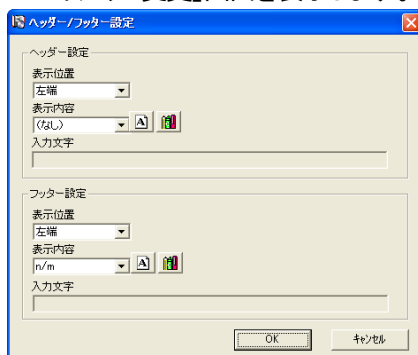 ヘッダー/フッター設定
ヘッダー設定
表示位置
左端
表示内容
(なし)
A
入力文字
フッター設定
表示位置
左端
表示内容
n/m
A
入力文字
OK
キャンセル